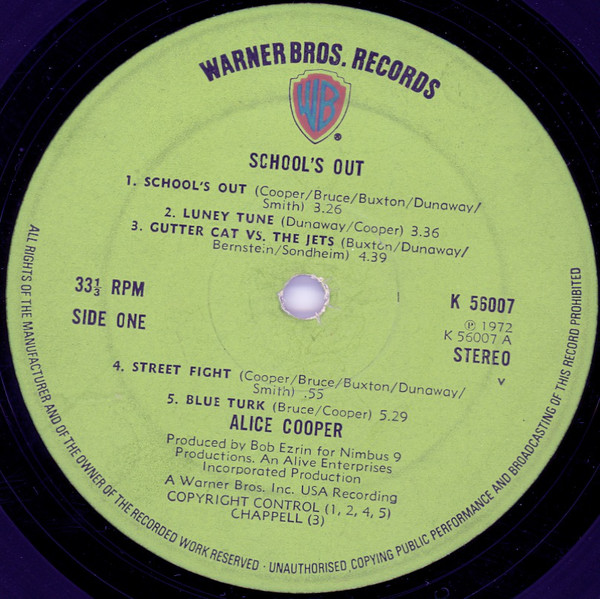 WARNER BROS. RECORDS
WB
®
SCHOOL'S OUT
1. SCHOOL'S OUT (Cooper/Bruce/Buxton/Dunaway/
Smith) 3.26
2. LUNEY TUNE (Dunaway/Cooper) 3.36
3. GUTTER CAT VS. THE JETS (Buxton/Dunaway/
Bernstein/Sondheim) 4.39
33⅓ RPM
SIDE ONE
K 56007
℗ 1972
K 56007 A
STEREO
4. STREET FIGHT (Cooper/Bruce/Buxton/Dunaway/
Smith) .55
5. BLUE TURK (Bruce/Cooper) 5.29
ALICE COOPER
Produced by Bob Ezrin for Nimbus 9
Productions. An Alive Enterprises
Incorporated Production
A Warner Bros. Inc. USA Recording
COPYRIGHT CONTROL (1, 2, 4, 5)
CHAPPELL (3)
ALL RIGHTS OF THE MANUFACTURER AND OF THE OWNER OF THE RECORDED WORK RESERVED · UNAUTHORISED COPYING PUBLIC PERFORMANCE AND BROADCASTING OF THIS RECORD PROHIBITED